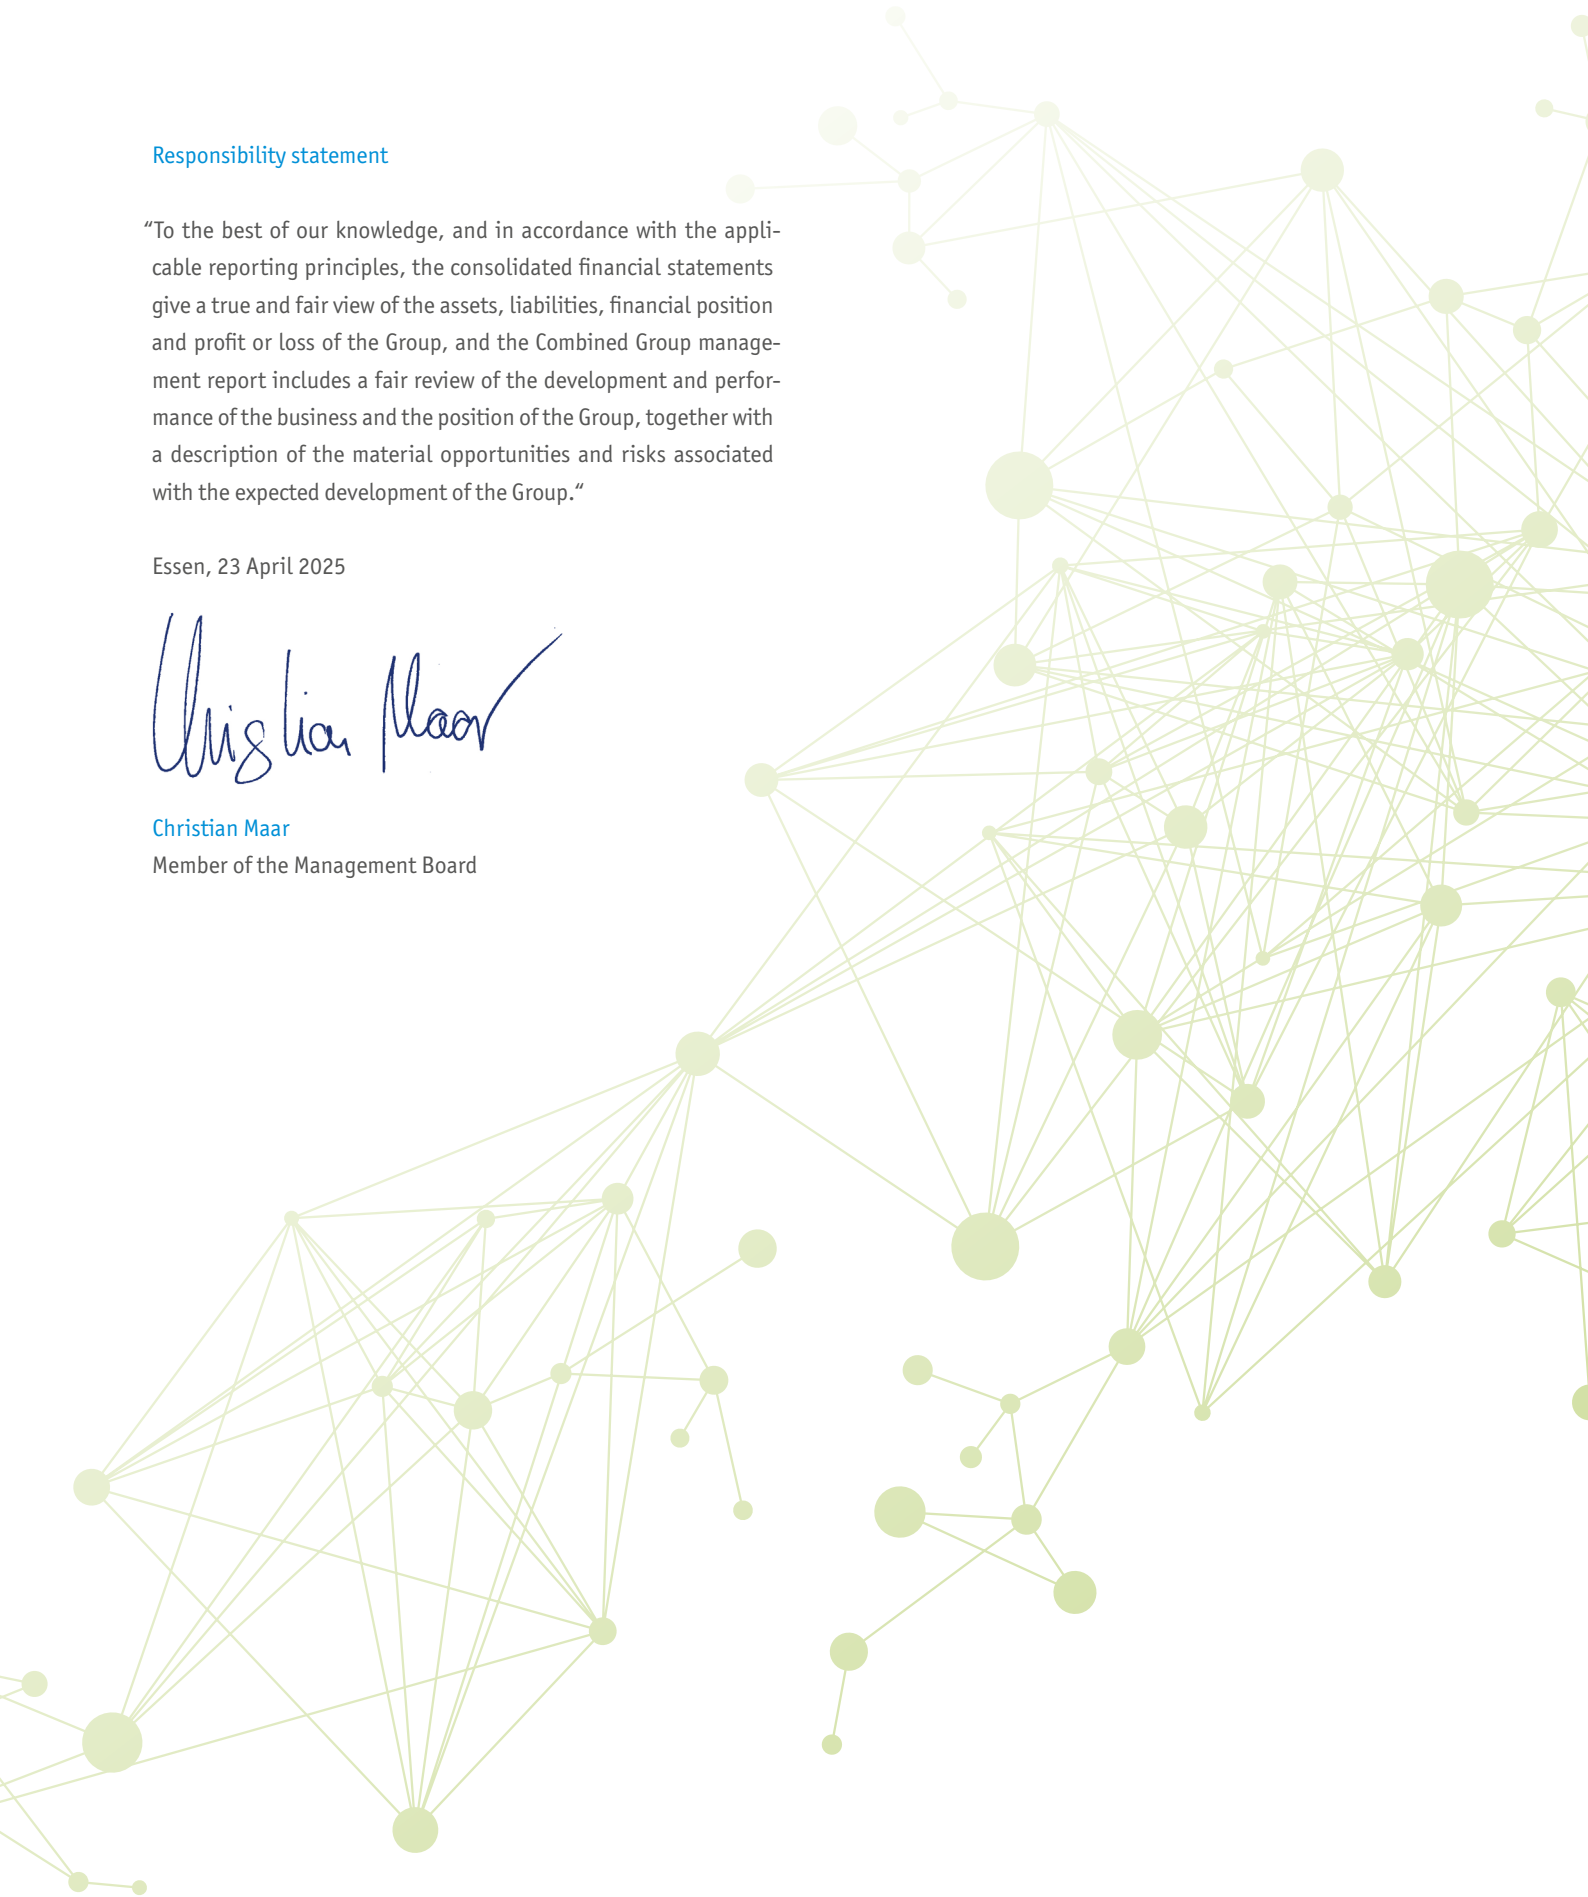 Responsibility statement
“To the best of our knowledge, and in accordance with the appli-
cable reporting principles, the consolidated financial statements
give a true and fair view of the assets, liabilities, financial position
and profit or loss of the Group, and the Combined Group manage-
ment report includes a fair review of the development and perfor-
mance of the business and the position of the Group, together with
a description of the material opportunities and risks associated
with the expected development of the Group.“
Essen, 23 April 2025
Christian Maar
Christian Maar
Member of the Management Board